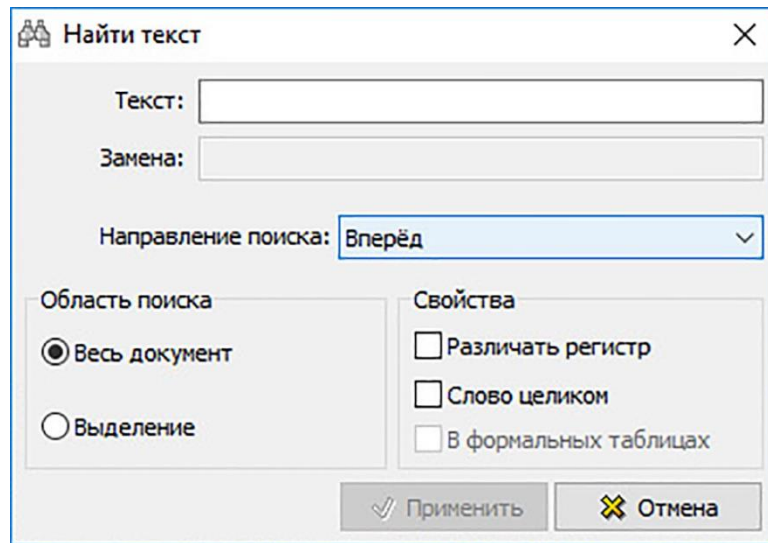 Найти текст
Текст:
Замена:
Направление поиска: Вперёд
Область поиска
Весь документ
Выделение
Свойства
Различать регистр
Слово целиком
В формальных таблицах
Применить
Отмена